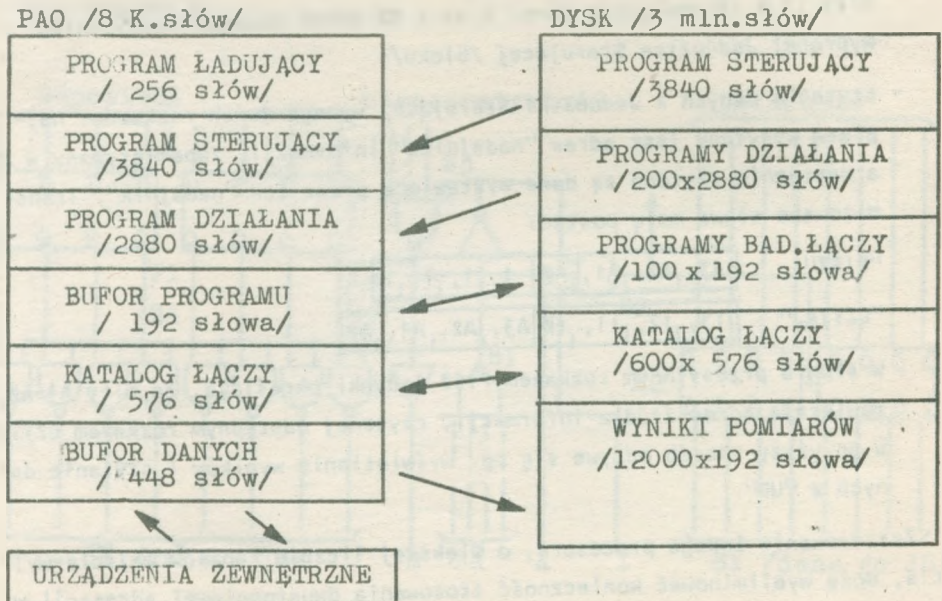 PAO /8 K.słów/
PROGRAM ŁADUJĄCY
/ 256 słów/
PROGRAM STERUJĄCY
/3840 słów/
PROGRAM DZIAŁANIA
/2880 słów/
BUFOR PROGRAMU
/ 192 słowa/
KATALOG ŁĄCZY
/ 576 słów/
BUFOR DANYCH
/ 448 słów/
URZĄDZENIA ZEWNĘTRZNE
DYSK /3 mln.słów/
PROGRAM STERUJĄCY
/3840 słów/
PROGRAMY DZIAŁANIA
/200x2880 słów/
PROGRAMY BAD.ŁĄCZY
/100 x 192 słowa/
KATALOG ŁĄCZY
/600 x 576 słów/
WYNIKI POMIARÓW
/12000x192 słowa/